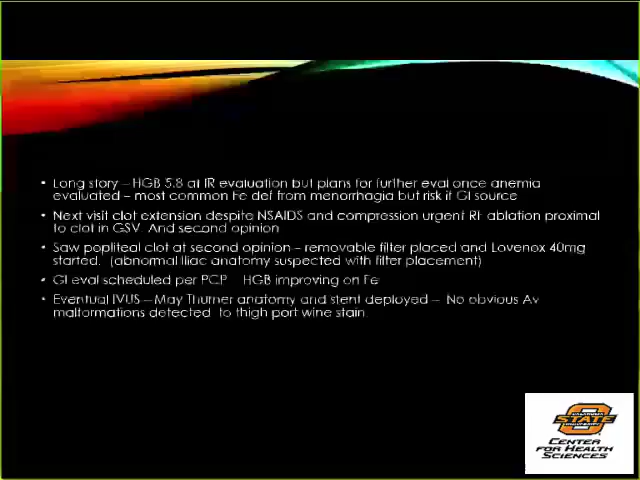 • Long story – HGB 5.8 at IR evaluation but plans for further eval once anemia
evaluated – most common Fe def from menorrhagia but risk if GI source
• Next visit clot extension despite NSAIDS and compression urgent RF ablation proximal
to clot in GSV. And second opinion
• Saw popliteal clot at second opinion – removable filter placed and Lovenox 40mg
started. (abnormal Iliac anatomy suspected with filter placement)
• GI eval scheduled per PCP HGB improving on Fe
• Eventual IVUS – May Thurner anatomy and stent deployed – No obvious Av
malformations detected to thigh port wine stain
OKLAHOMA
STATE
UNIVERSITY
CENTER
FOR HEALTH
SCIENCES